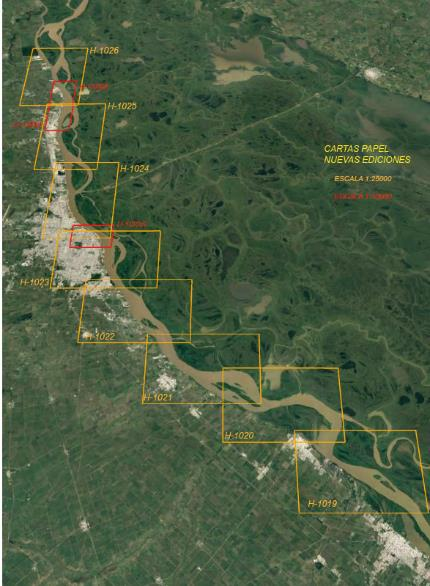 H-1026
H-1025
CARTAS PAPEL
NUEVAS EDICIONES
H-1024
ESCALA 1:25000
H-1023
H-1022
H-1021
H-1020
H-1019